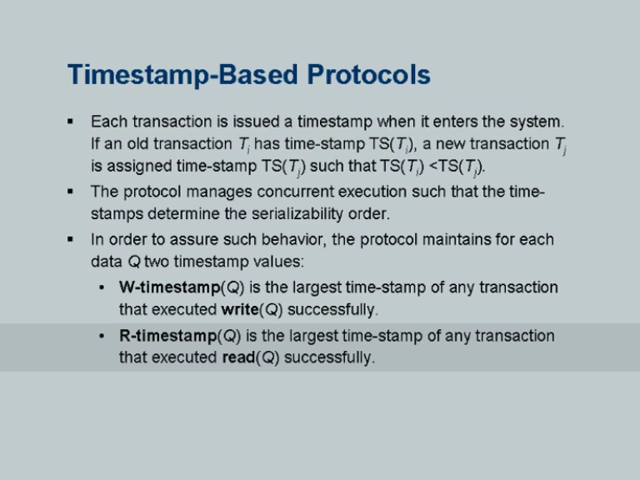 Timestamp-Based Protocols
▪ Each transaction is issued a timestamp when it enters the system.
If an old transaction Ti has time-stamp TS(Ti), a new transaction Tj
is assigned time-stamp TS(Tj) such that TS(Ti) <TS(Tj).
▪ The protocol manages concurrent execution such that the time-
stamps determine the serializability order.
▪ In order to assure such behavior, the protocol maintains for each
data Q two timestamp values:
• W-timestamp(Q) is the largest time-stamp of any transaction
that executed write(Q) successfully.
• R-timestamp(Q) is the largest time-stamp of any transaction
that executed read(Q) successfully.